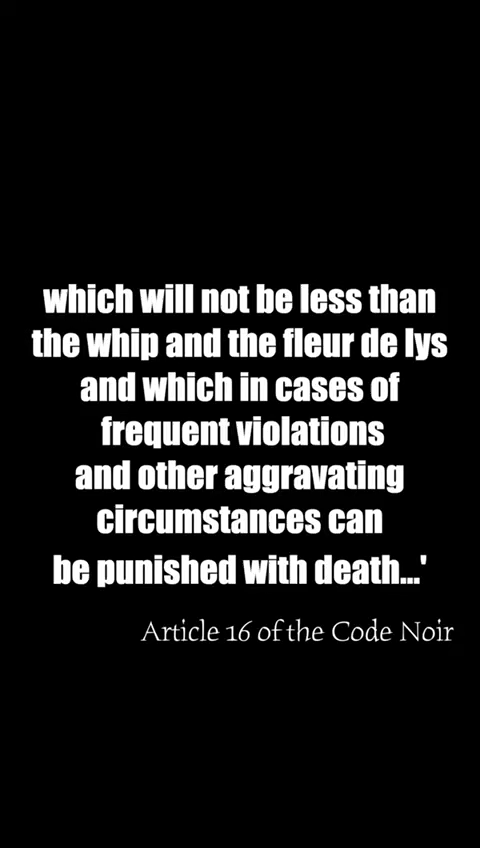 which will not be less than
the whip and the fleur de lys
and which in cases of
frequent violations
and other aggravating
circumstances can
be punished with death...'
Article 16 of the Code Noir